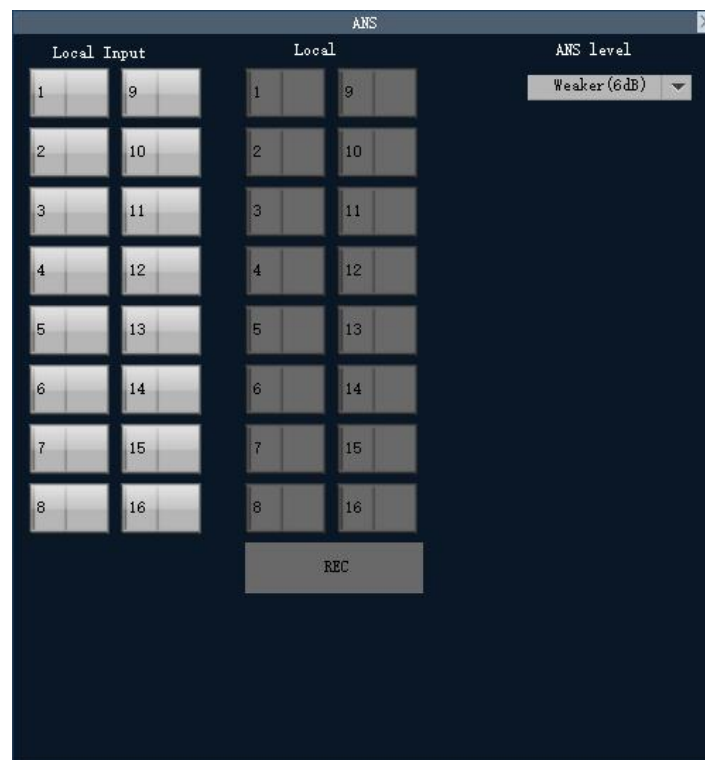 ANS
Local Input Local ANS level
1 9 1 9 Weaker(6dB)
2 10 2 10
3 11 3 11
4 12 4 12
5 13 5 13
6 14 6 14
7 15 7 15
8 16 8 16
REC